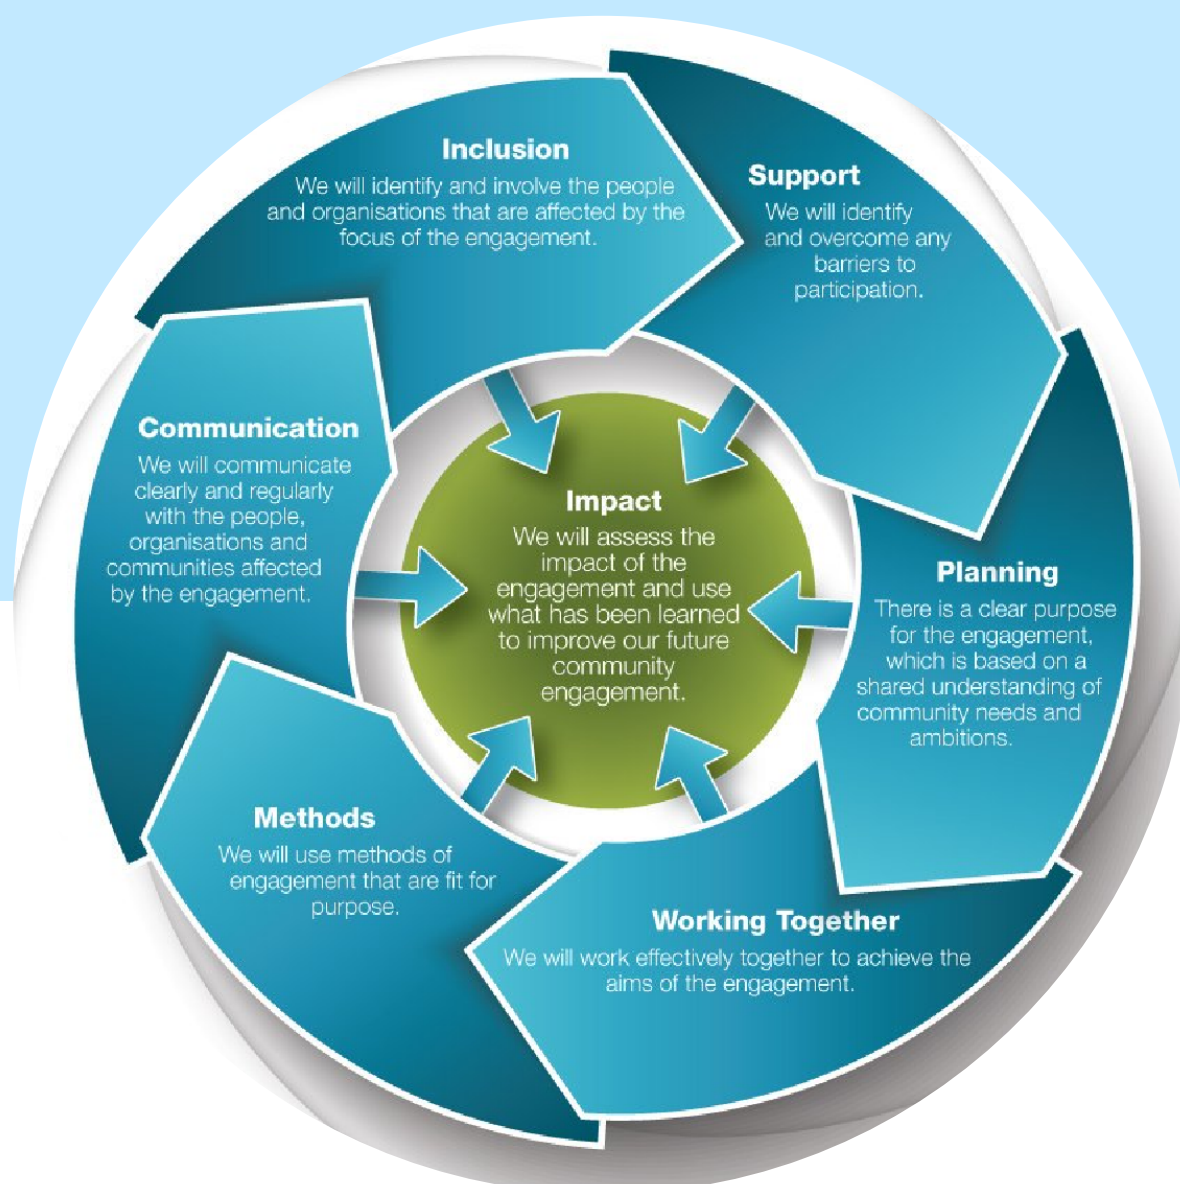 Inclusion
We will identify and involve the people
and organisations that are affected by the
focus of the engagement.
Support
We will identify
and overcome any
barriers to
participation.
Planning
There is a clear purpose
for the engagement,
which is based on a
shared understanding of
community needs and
ambitions.
Working Together
We will work effectively together to achieve the
aims of the engagement.
Methods
We will use methods of
engagement that are fit for
purpose.
Communication
We will communicate
clearly and regularly
with the people,
organisations and
communities affected
by the engagement.
Impact
We will assess the
impact of the
engagement and use
what has been learned
to improve our future
community
engagement.